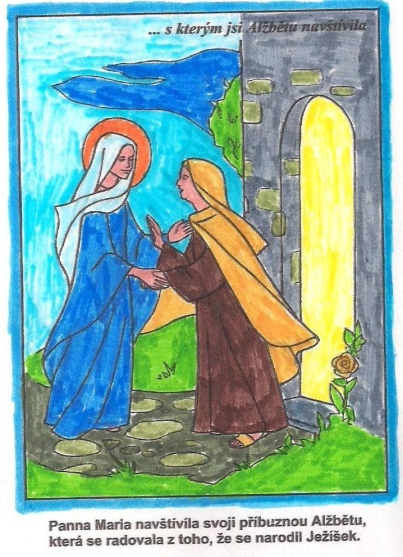 ... s kterým jsi Alžbětu navštívila
Panna Maria navštívila svoji příbuznou Alžbětu,
která se radovala z toho, že se narodil Ježíšek.